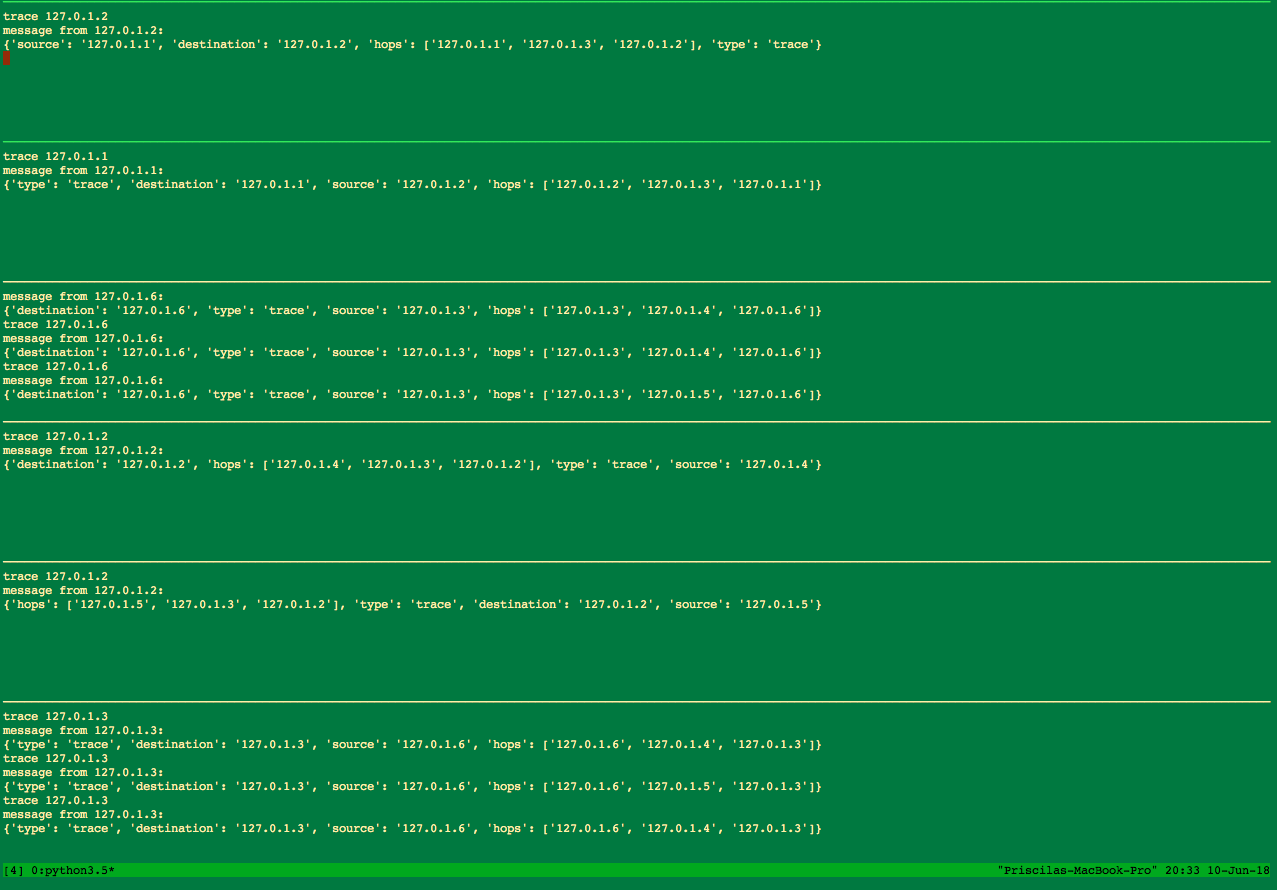 trace 127.0.1.2
message from 127.0.1.2:
{'source': '127.0.1.1', 'destination': '127.0.1.2', 'hops': ['127.0.1.1', '127.0.1.3', '127.0.1.2'], 'type': 'trace'}
trace 127.0.1.1
message from 127.0.1.1:
{'type': 'trace', 'destination': '127.0.1.1', 'source': '127.0.1.2', 'hops': ['127.0.1.2', '127.0.1.3', '127.0.1.1']}
message from 127.0.1.6:
{'destination': '127.0.1.6', 'type': 'trace', 'source': '127.0.1.3', 'hops': ['127.0.1.3', '127.0.1.4', '127.0.1.6']}
trace 127.0.1.6
message from 127.0.1.6:
{'destination': '127.0.1.6', 'type': 'trace', 'source': '127.0.1.3', 'hops': ['127.0.1.3', '127.0.1.4', '127.0.1.6']}
trace 127.0.1.6
message from 127.0.1.6:
{'destination': '127.0.1.6', 'type': 'trace', 'source': '127.0.1.3', 'hops': ['127.0.1.3', '127.0.1.5', '127.0.1.6']}
trace 127.0.1.2
message from 127.0.1.2:
{'destination': '127.0.1.2', 'hops': ['127.0.1.4', '127.0.1.3', '127.0.1.2'], 'type': 'trace', 'source': '127.0.1.4'}
trace 127.0.1.2
message from 127.0.1.2:
{'hops': ['127.0.1.5', '127.0.1.3', '127.0.1.2'], 'type': 'trace', 'destination': '127.0.1.2', 'source': '127.0.1.5'}
trace 127.0.1.3
message from 127.0.1.3:
{'type': 'trace', 'destination': '127.0.1.3', 'source': '127.0.1.6', 'hops': ['127.0.1.6', '127.0.1.4', '127.0.1.3']}
trace 127.0.1.3
message from 127.0.1.3:
{'type': 'trace', 'destination': '127.0.1.3', 'source': '127.0.1.6', 'hops': ['127.0.1.6', '127.0.1.5', '127.0.1.3']}
trace 127.0.1.3
message from 127.0.1.3:
{'type': 'trace', 'destination': '127.0.1.3', 'source': '127.0.1.6', 'hops': ['127.0.1.6', '127.0.1.4', '127.0.1.3']}
[4] 0:python3.5* "Priscilas-MacBook-Pro" 20:33 10-Jun-18